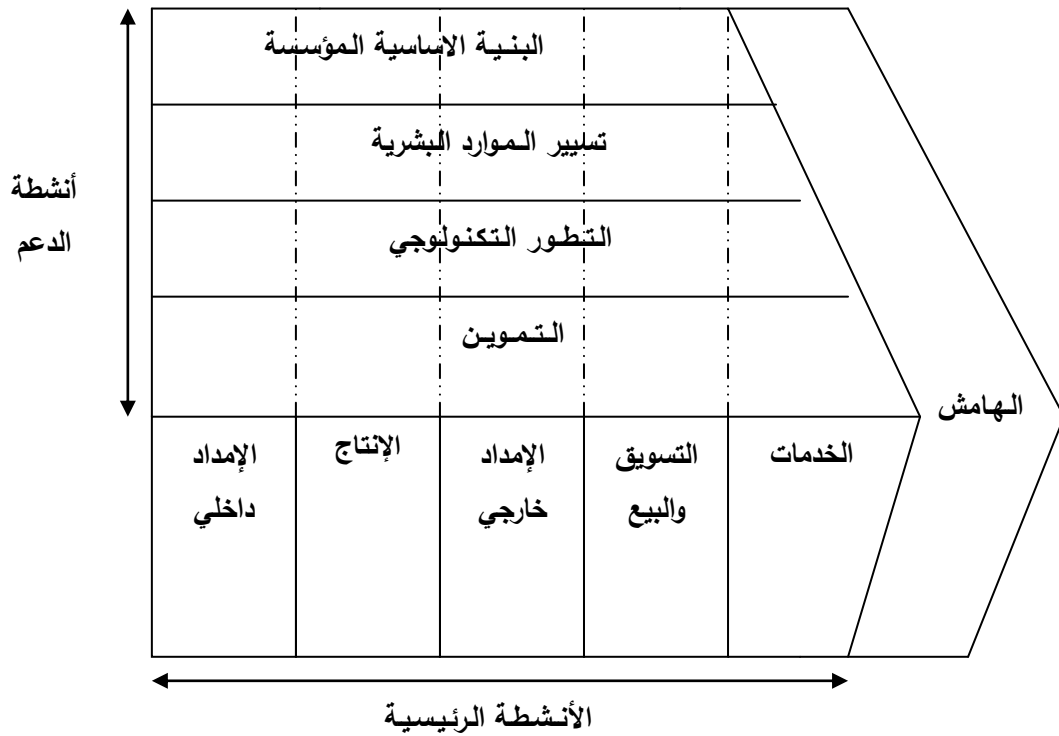 البنية الاساسية المؤسسة
تسيير الموارد البشرية
أنشطة
الدعم
التطور التكنولوجي
التموين
الهامش
الإمداد
داخلي
الإنتاج
الإمداد
خارجي
التسويق
والبيع
الخدمات
الأنشطة الرئيسية